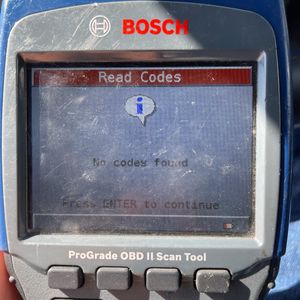 BOSCH
Read Codes
i
No codes found
Press ENTER to continue
ProGrade OBD II Scan Tool